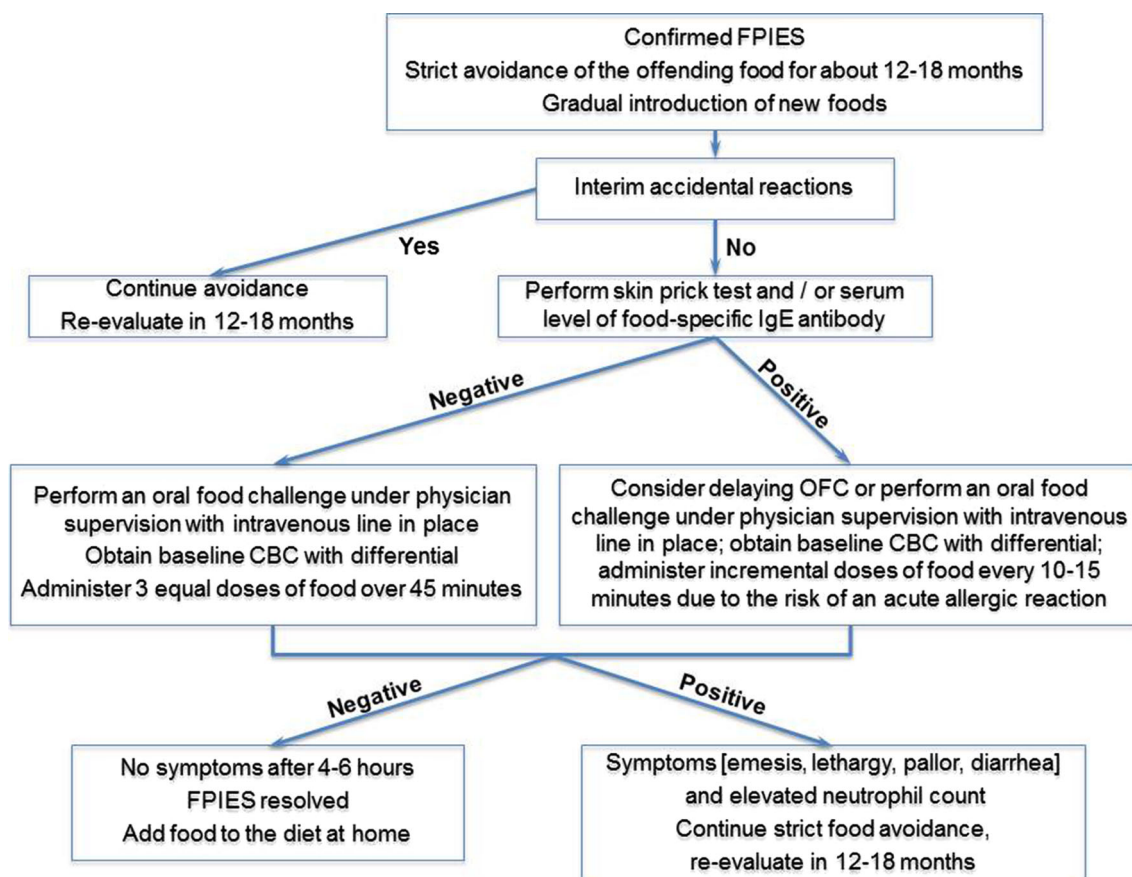 Confirmed FPIES
Strict avoidance of the offending food for about 12-18 months
Gradual introduction of new foods
Interim accidental reactions
Yes
No
Continue avoidance
Re-evaluate in 12-18 months
Perform skin prick test and / or serum
level of food-specific IgE antibody
Negative
Positive
Perform an oral food challenge under physician
supervision with intravenous line in place
Obtain baseline CBC with differential
Administer 3 equal doses of food over 45 minutes
Consider delaying OFC or perform an oral food
challenge under physician supervision with intravenous
line in place; obtain baseline CBC with differential;
administer incremental doses of food every 10-15
minutes due to the risk of an acute allergic reaction
Negative
Positive
No symptoms after 4-6 hours
FPIES resolved
Add food to the diet at home
Symptoms [emesis, lethargy, pallor, diarrhea]
and elevated neutrophil count
Continue strict food avoidance,
re-evaluate in 12-18 months